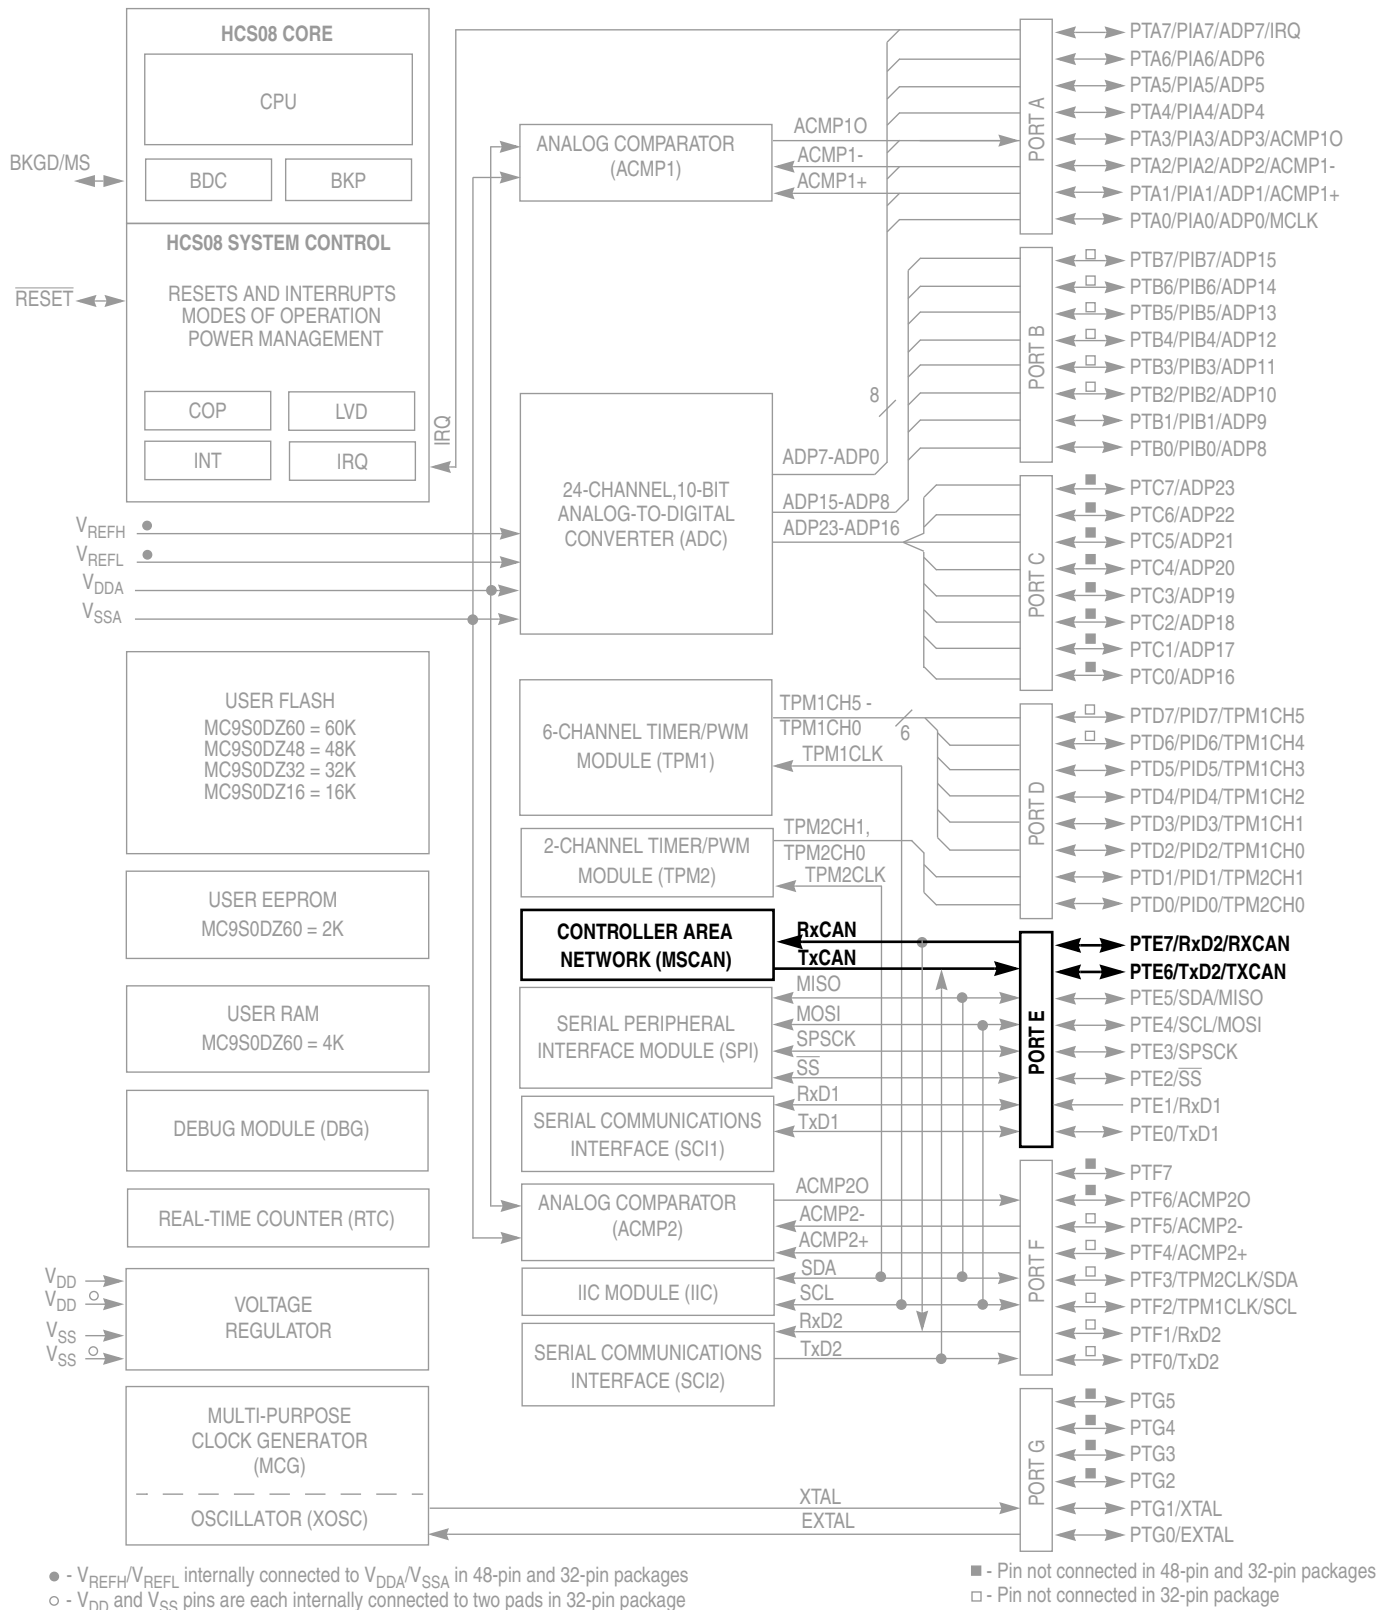 HCS08 CORE
CPU
BDC
BKP
BKGD/MS
HCS08 SYSTEM CONTROL
RESETS AND INTERRUPTS
MODES OF OPERATION
POWER MANAGEMENT
RESET
COP
LVD
INT
IRQ
IRQ
VREFH
VREFL
VDDA
VSSA
USER FLASH
MC9S0DZ60 = 60K
MC9S0DZ48 = 48K
MC9S0DZ32 = 32K
MC9S0DZ16 = 16K
USER EEPROM
MC9S0DZ60 = 2K
USER RAM
MC9S0DZ60 = 4K
DEBUG MODULE (DBG)
REAL-TIME COUNTER (RTC)
VDD
VDD
VSS
VSS
VOLTAGE
REGULATOR
MULTI-PURPOSE
CLOCK GENERATOR
(MCG)
OSCILLATOR (XOSC)
ANALOG COMPARATOR
(ACMP1)
ACMP1O
ACMP1-
ACMP1+
24-CHANNEL,10-BIT
ANALOG-TO-DIGITAL
CONVERTER (ADC)
8
ADP7-ADP0
ADP15-ADP8
ADP23-ADP16
6-CHANNEL TIMER/PWM
MODULE (TPM1)
TPM1CH5 -
TPM1CH0
6
TPM1CLK
2-CHANNEL TIMER/PWM
MODULE (TPM2)
TPM2CH1,
TPM2CH0
TPM2CLK
CONTROLLER AREA
NETWORK (MSCAN)
RxCAN
TxCAN
SERIAL PERIPHERAL
INTERFACE MODULE (SPI)
MISO
MOSI
SPSCK
SS
SERIAL COMMUNICATIONS
INTERFACE (SCI1)
RxD1
TxD1
ANALOG COMPARATOR
(ACMP2)
ACMP2O
ACMP2-
ACMP2+
IIC MODULE (IIC)
SDA
SCL
SERIAL COMMUNICATIONS
INTERFACE (SCI2)
RxD2
TxD2
XTAL
EXTAL
PORT A
PTA7/PIA7/ADP7/IRQ
PTA6/PIA6/ADP6
PTA5/PIA5/ADP5
PTA4/PIA4/ADP4
PTA3/PIA3/ADP3/ACMP1O
PTA2/PIA2/ADP2/ACMP1-
PTA1/PIA1/ADP1/ACMP1+
PTA0/PIA0/ADP0/MCLK
PORT B
PTB7/PIB7/ADP15
PTB6/PIB6/ADP14
PTB5/PIB5/ADP13
PTB4/PIB4/ADP12
PTB3/PIB3/ADP11
PTB2/PIB2/ADP10
PTB1/PIB1/ADP9
PTB0/PIB0/ADP8
PORT C
PTC7/ADP23
PTC6/ADP22
PTC5/ADP21
PTC4/ADP20
PTC3/ADP19
PTC2/ADP18
PTC1/ADP17
PTC0/ADP16
PORT D
PTD7/PID7/TPM1CH5
PTD6/PID6/TPM1CH4
PTD5/PID5/TPM1CH3
PTD4/PID4/TPM1CH2
PTD3/PID3/TPM1CH1
PTD2/PID2/TPM1CH0
PTD1/PID1/TPM2CH1
PTD0/PID0/TPM2CH0
PORT E
PTE7/RxD2/RXCAN
PTE6/TxD2/TXCAN
PTE5/SDA/MISO
PTE4/SCL/MOSI
PTE3/SPSCK
PTE2/SS
PTE1/RxD1
PTE0/TxD1
PORT F
PTF7
PTF6/ACMP2O
PTF5/ACMP2-
PTF4/ACMP2+
PTF3/TPM2CLK/SDA
PTF2/TPM1CLK/SCL
PTF1/RxD2
PTF0/TxD2
PORT G
PTG5
PTG4
PTG3
PTG2
PTG1/XTAL
PTG0/EXTAL
● - VREFH/VREFL internally connected to VDDA/VSSA in 48-pin and 32-pin packages
○ - VDD and VSS pins are each internally connected to two pads in 32-pin package
■ - Pin not connected in 48-pin and 32-pin packages
□ - Pin not connected in 32-pin package